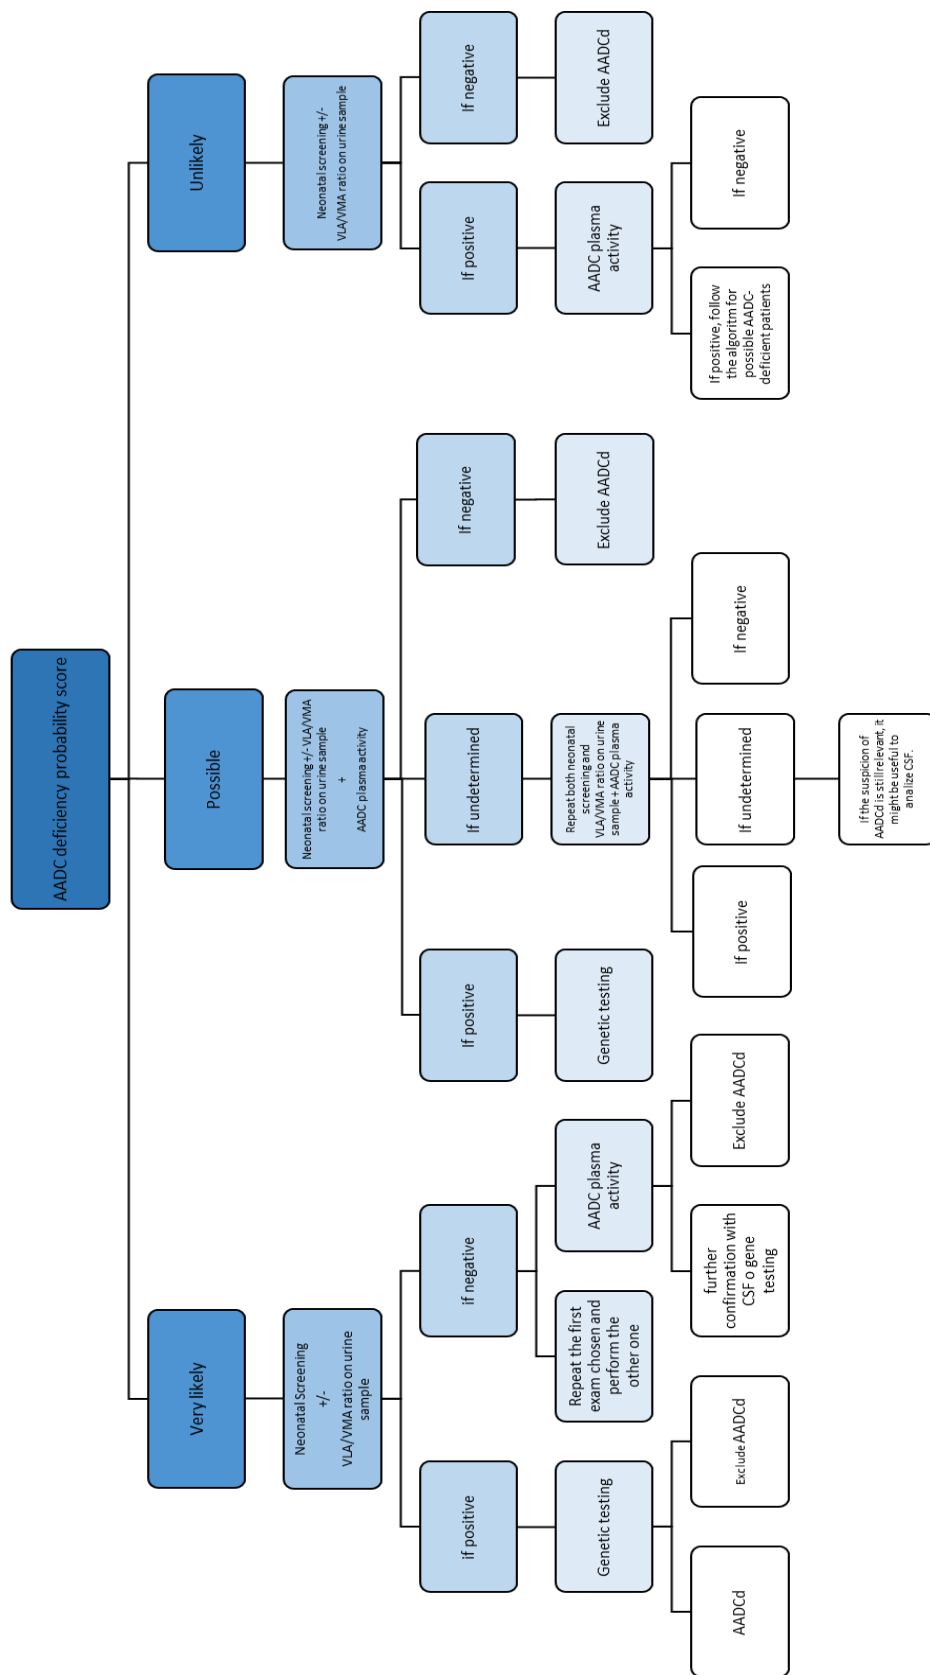 AADC deficiency probability score
Very likely
Possible
Unlikely
Neonatal Screening
+/-
VLA/VMA ratio on urine
sample
Neonatal screening +/- VLA/VMA
ratio on urine sample
+
AADC plasma activity
Neonatal screening +/-
VLA/VMA ratio on urine sample
if positive
if negative
If positive
If undetermined
If negative
If positive
If negative
Genetic testing
Repeat the first
exam chosen and
perform the
other one
AADC plasma
activity
Genetic testing
Repeat both neonatal
screening and
VLA/VMA ratio on urine
sample + AADC plasma
activity
Exclude AADCd
AADC plasma
activity
Exclude AADCd
AADCd
Exclude AADCd
further
confirmation with
CSF o gene
testing
Exclude AADCd
If positive
If undetermined
If negative
If positive, follow
the algoritm for
possible AADC-
deficient patients
If negative
If the suspicion of
AADCd is still relevant, it
might be useful to
analize CSF.